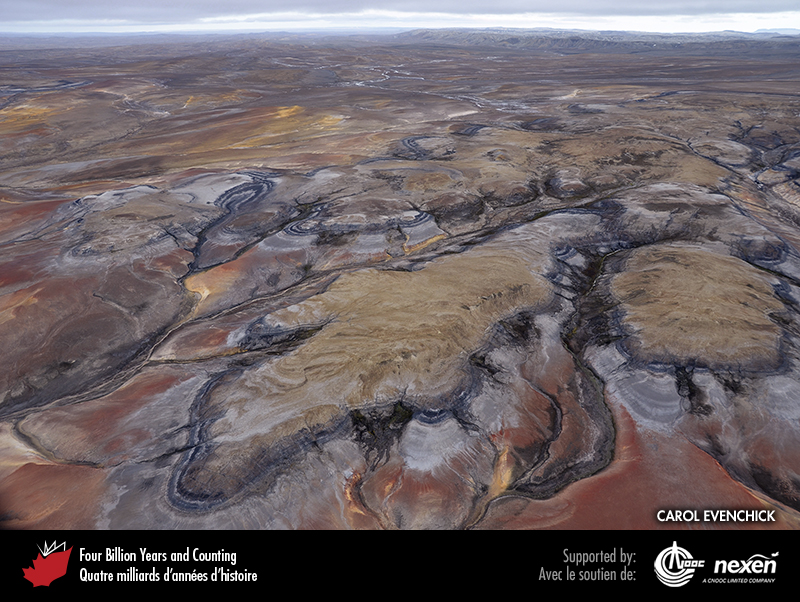 CAROL EVENCHICK
Four Billion Years and Counting
Quatre milliards d'années d'histoire
Supported by:
Avec le soutien de:
CNOOC
nexen
A CNOOC LIMITED COMPANY